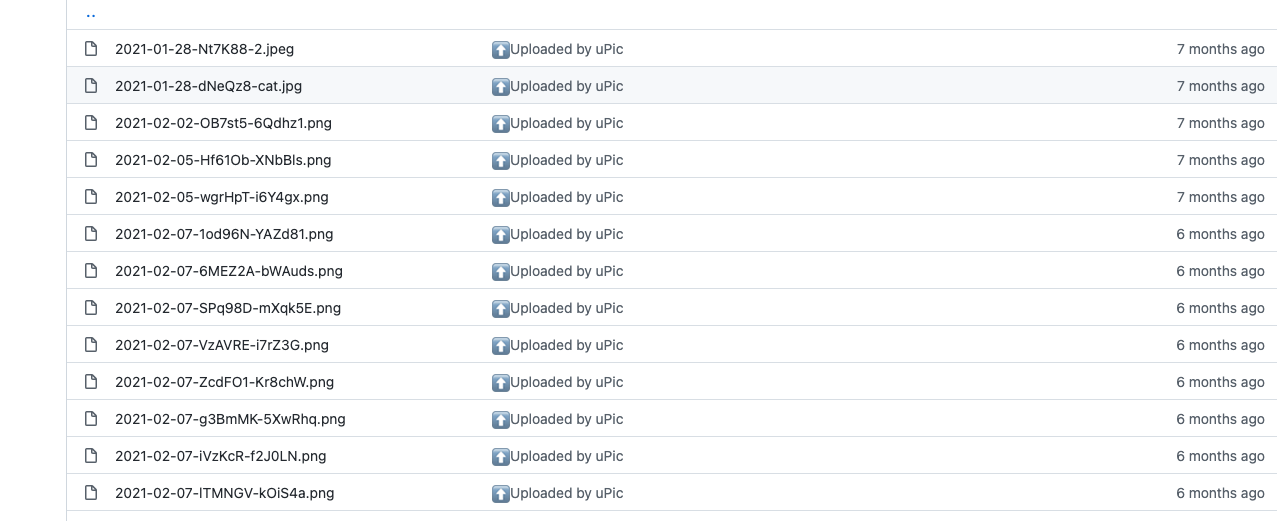 ..
2021-01-28-Nt7K88-2.jpeg ⬆️Uploaded by uPic 7 months ago
2021-01-28-dNeQz8-cat.jpg ⬆️Uploaded by uPic 7 months ago
2021-02-02-OB7st5-6Qdhz1.png ⬆️Uploaded by uPic 7 months ago
2021-02-05-Hf61Ob-XNbBIs.png ⬆️Uploaded by uPic 7 months ago
2021-02-05-wgrHpT-i6Y4gx.png ⬆️Uploaded by uPic 7 months ago
2021-02-07-1od96N-YAZd81.png ⬆️Uploaded by uPic 6 months ago
2021-02-07-6MEZ2A-bWAuds.png ⬆️Uploaded by uPic 6 months ago
2021-02-07-SPq98D-mXqk5E.png ⬆️Uploaded by uPic 6 months ago
2021-02-07-VzAVRE-i7rZ3G.png ⬆️Uploaded by uPic 6 months ago
2021-02-07-ZcdFO1-Kr8chW.png ⬆️Uploaded by uPic 6 months ago
2021-02-07-g3BmMK-5XwRhq.png ⬆️Uploaded by uPic 6 months ago
2021-02-07-iVzKcR-f2J0LN.png ⬆️Uploaded by uPic 6 months ago
2021-02-07-lTMNGV-kOiS4a.png ⬆️Uploaded by uPic 6 months ago